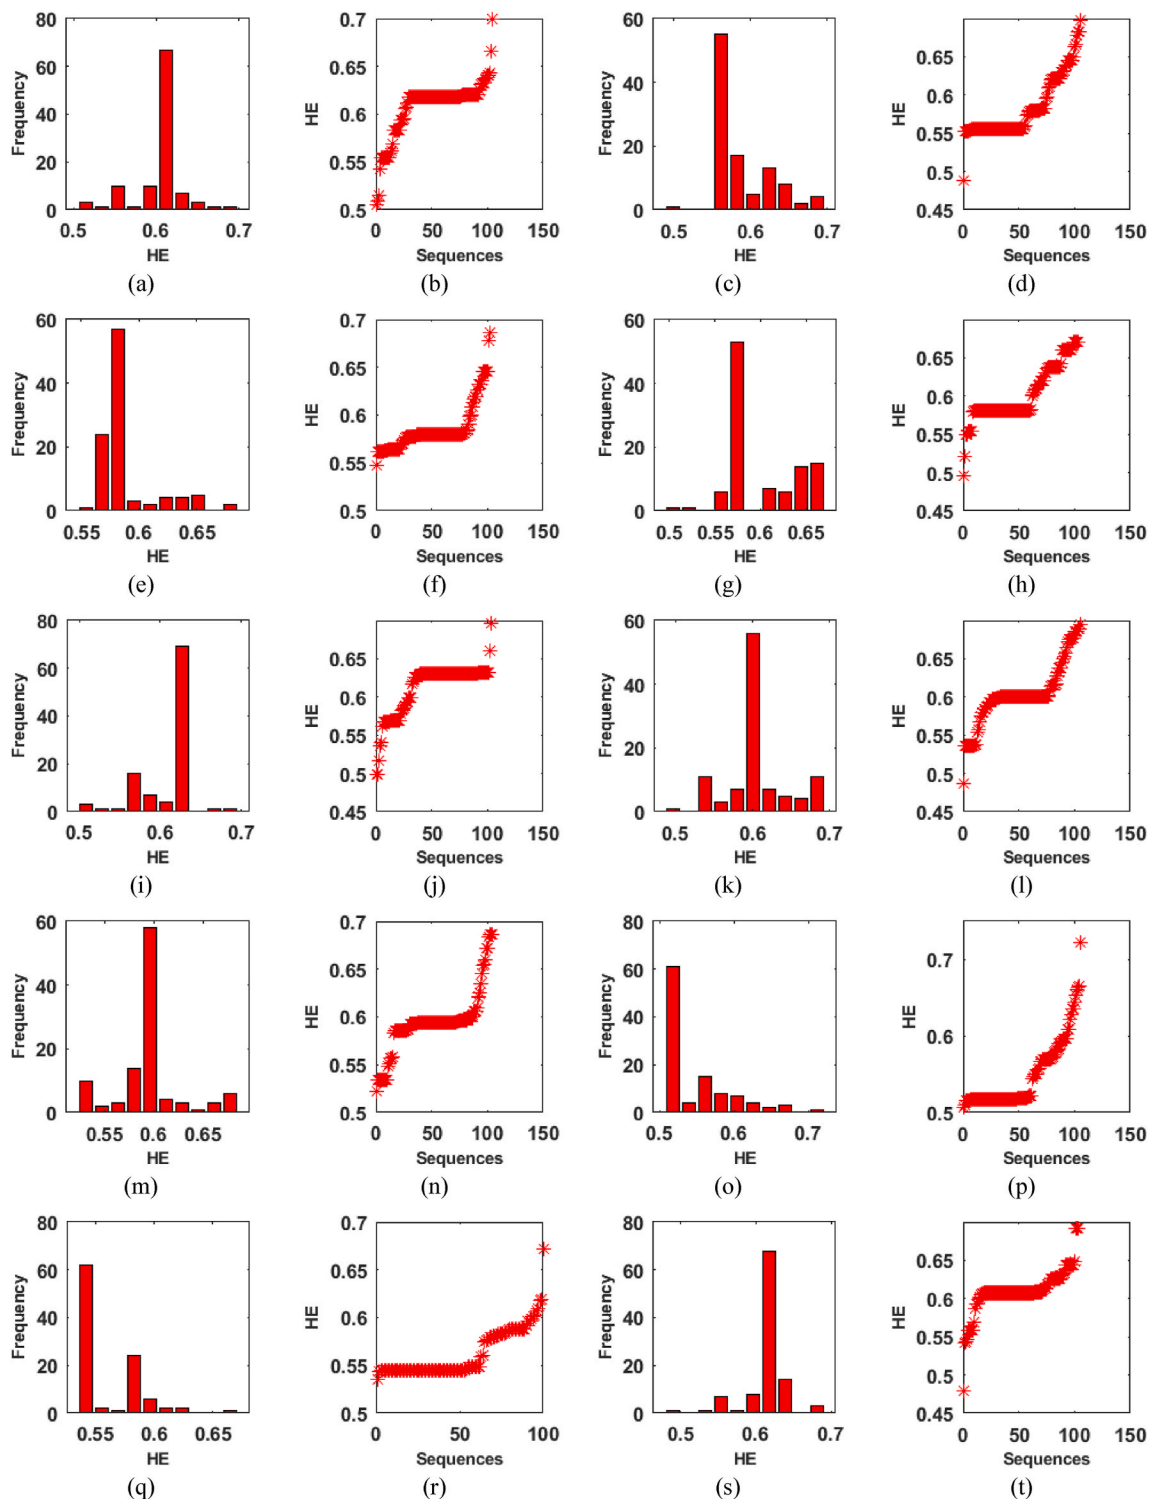 Frequency
80
60
40
20
0
0.5 0.6 0.7
HE
(a)
HE
0.7
0.65
0.6
0.55
0.5
0 50 100 150
Sequences
(b)
Frequency
60
40
20
0
0.5 0.6 0.7
HE
(c)
HE
0.65
0.6
0.55
0.5
0.45
0 50 100 150
Sequences
(d)
Frequency
60
40
20
0
0.55 0.6 0.65
HE
(e)
HE
0.7
0.65
0.6
0.55
0.5
0 50 100 150
Sequences
(f)
Frequency
60
40
20
0
0.5 0.55 0.6 0.65
HE
(g)
HE
0.65
0.6
0.55
0.5
0.45
0 50 100 150
Sequences
(h)
Frequency
80
60
40
20
0
0.5 0.6 0.7
HE
(i)
HE
0.65
0.6
0.55
0.5
0.45
0 50 100 150
Sequences
(j)
Frequency
60
40
20
0
0.5 0.6 0.7
HE
(k)
HE
0.65
0.6
0.55
0.5
0.45
0 50 100 150
Sequences
(l)
Frequency
60
40
20
0
0.55 0.6 0.65
HE
(m)
HE
0.7
0.65
0.6
0.55
0.5
0 50 100 150
Sequences
(n)
Frequency
80
60
40
20
0
0.5 0.6 0.7
HE
(o)
HE
0.7
0.6
0.5
0 50 100 150
Sequences
(p)
Frequency
80
60
40
20
0
0.55 0.6 0.65
HE
(q)
HE
0.7
0.65
0.6
0.55
0.5
0 50 100
Sequences
(r)
Frequency
80
60
40
20
0
0.5 0.6 0.7
HE
(s)
HE
0.65
0.6
0.55
0.5
0.45
0 50 100 150
Sequences
(t)